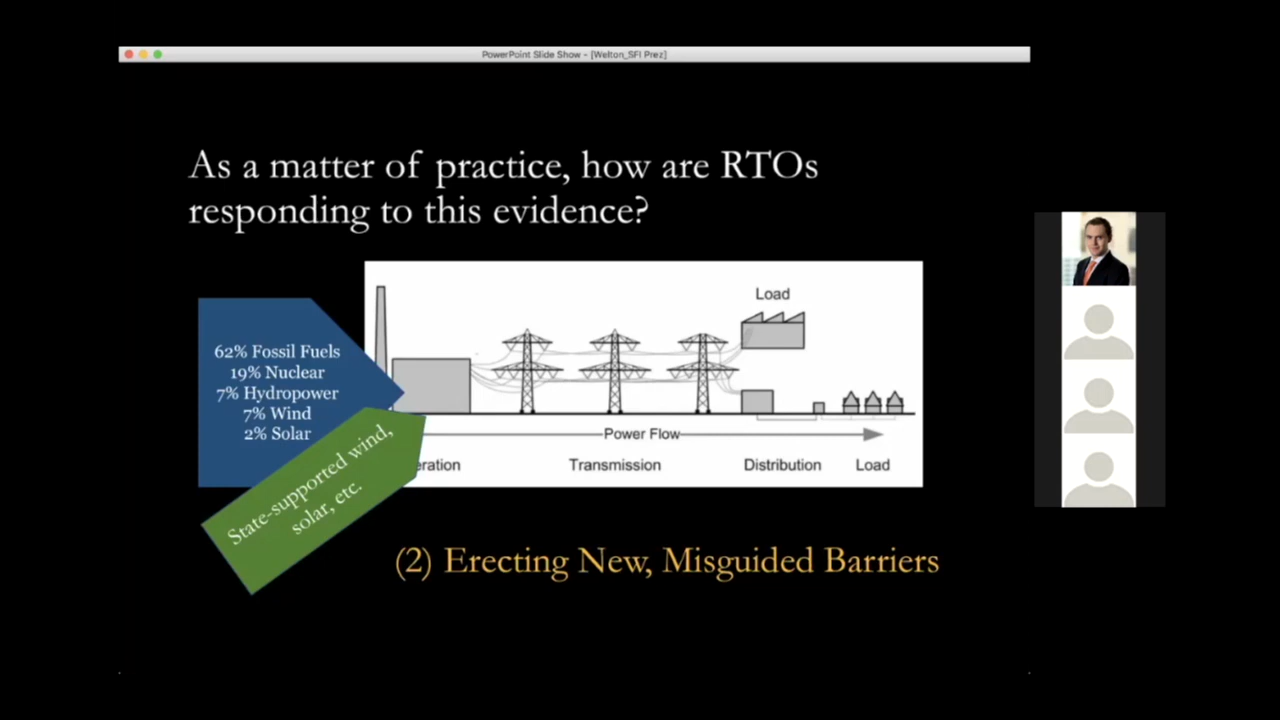 PowerPoint Slide Show - [Welton_SFI Prez]
As a matter of practice, how are RTOs
responding to this evidence?
62% Fossil Fuels
19% Nuclear
7% Hydropower
7% Wind
2% Solar
State-supported wind,
solar, etc.
Load
Power Flow
eration
Transmission
Distribution
Load
(2) Erecting New, Misguided Barriers